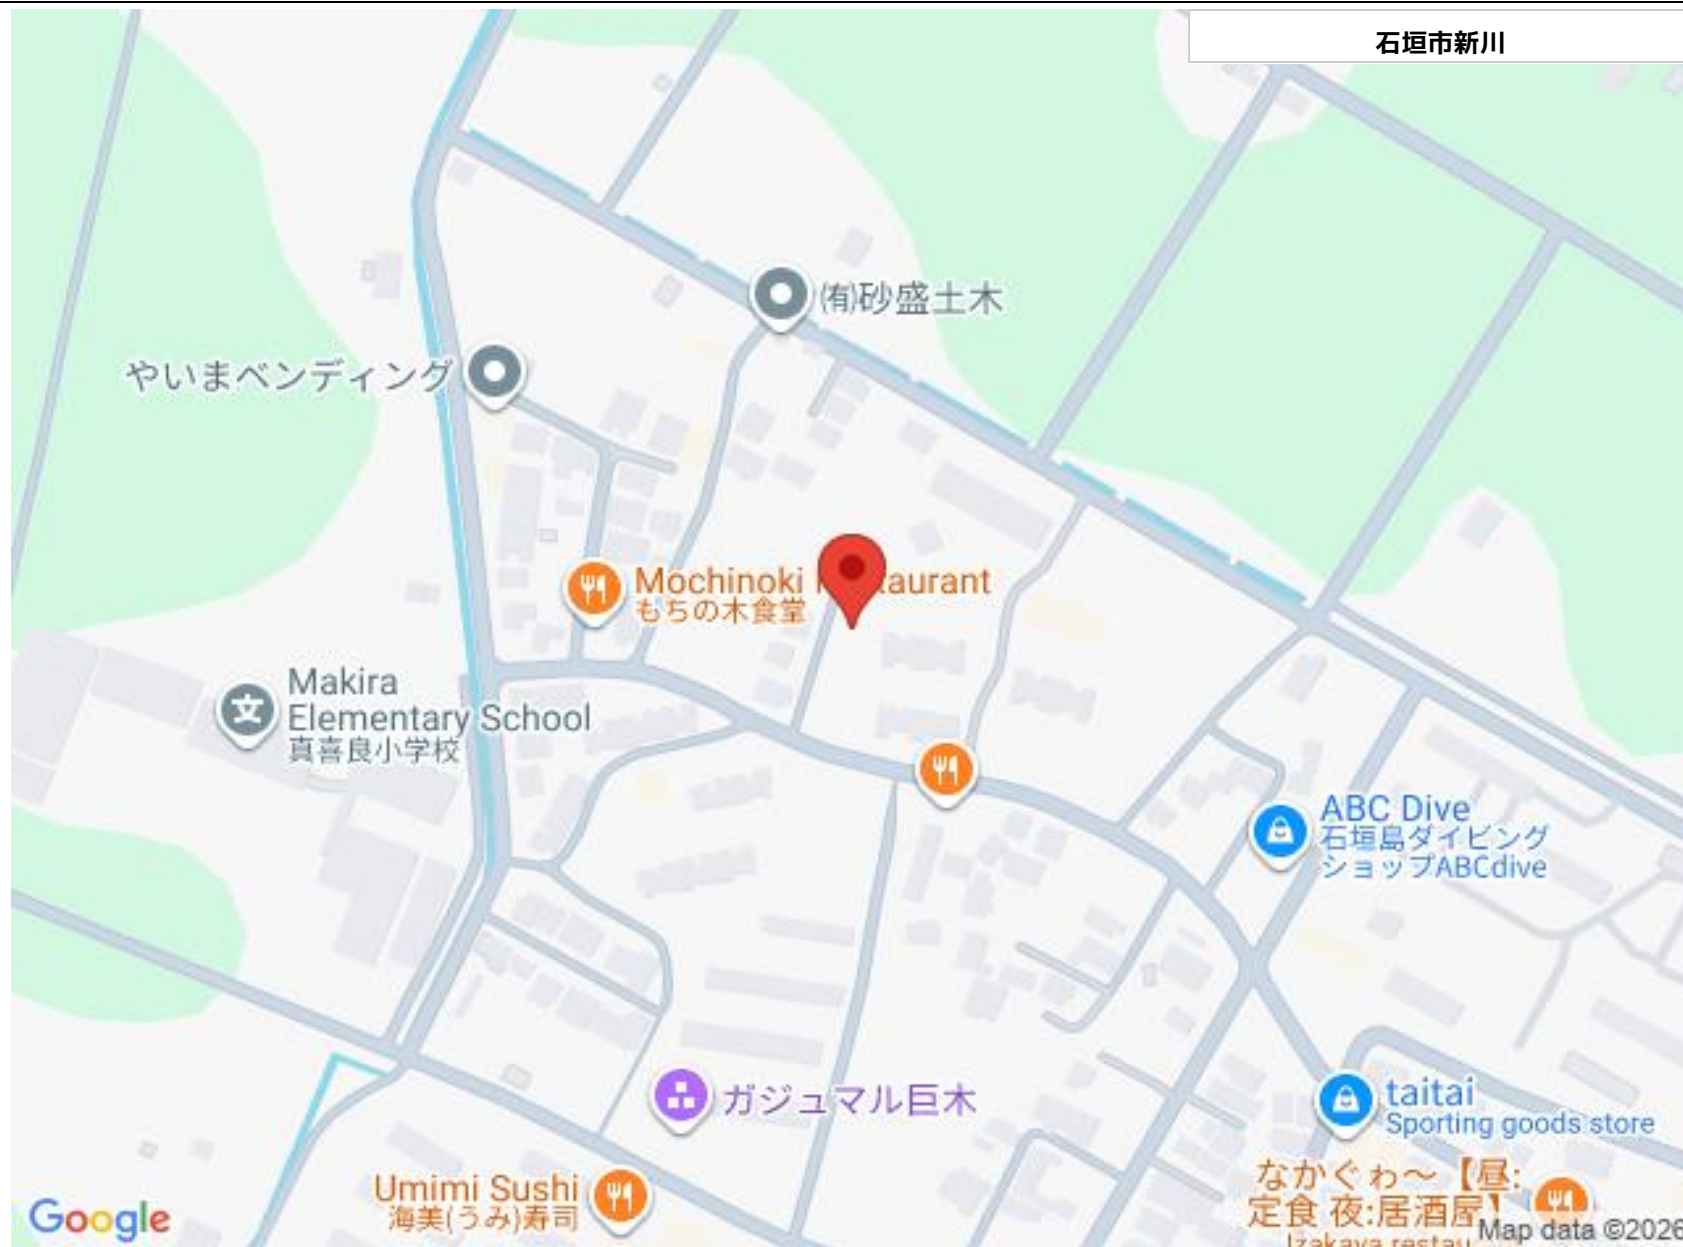 石垣市新川
㈲砂盛土木
やいまベンディング
Mochinoki taurant
もちの木食堂
Makira
Elementary School
真喜良小学校
ABC Dive
石垣島ダイビング
ショップABCdive
ガジュマル巨木
taitai
Sporting goods store
Umimi Sushi
海美(うみ)寿司
なかぐゎ〜【昼:
定食 夜:居酒屋】
Izakaya restau
Google
Map data ©2026